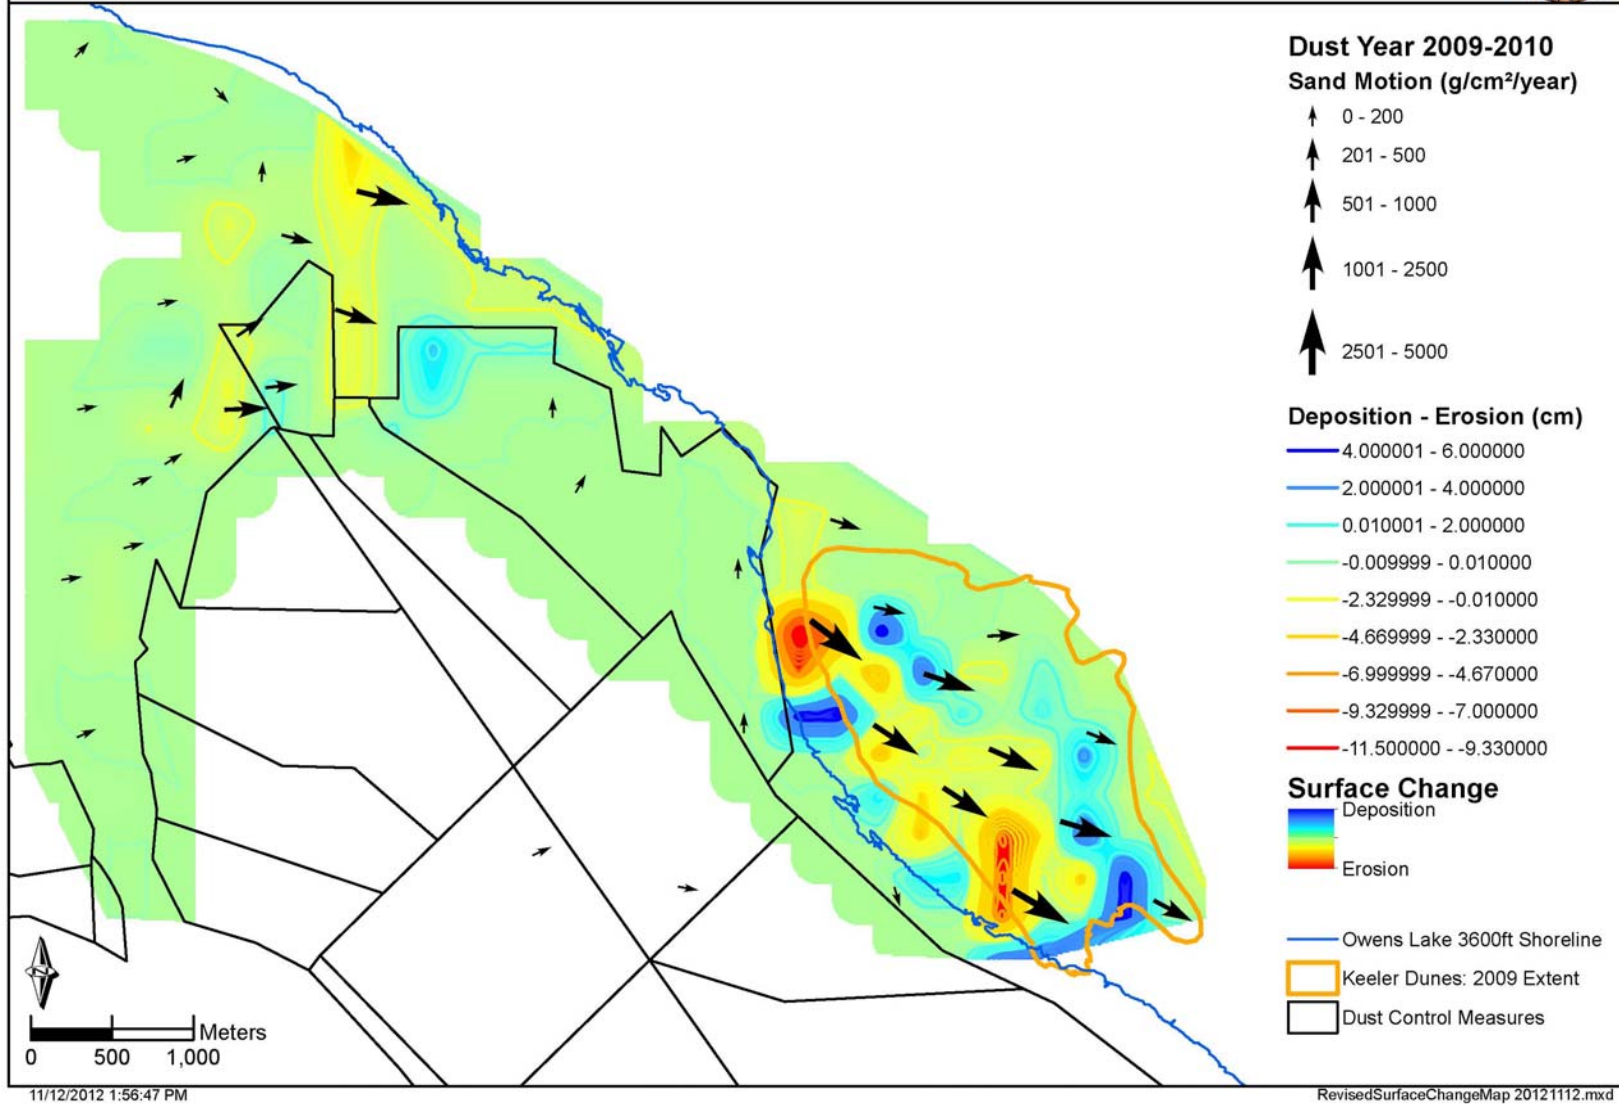 Dust Year 2009-2010
Sand Motion (g/cm²/year)
0 - 200
201 - 500
501 - 1000
1001 - 2500
2501 - 5000
Deposition - Erosion (cm)
4.000001 - 6.000000
2.000001 - 4.000000
0.010001 - 2.000000
-0.009999 - 0.010000
-2.329999 - -0.010000
-4.669999 - -2.330000
-6.999999 - -4.670000
-9.329999 - -7.000000
-11.500000 - -9.330000
Surface Change
Deposition
Erosion
Owens Lake 3600ft Shoreline
Keeler Dunes: 2009 Extent
Dust Control Measures
N
Meters
0 500 1,000
11/12/2012 1:56:47 PM
RevisedSurfaceChangeMap 20121112.mxd